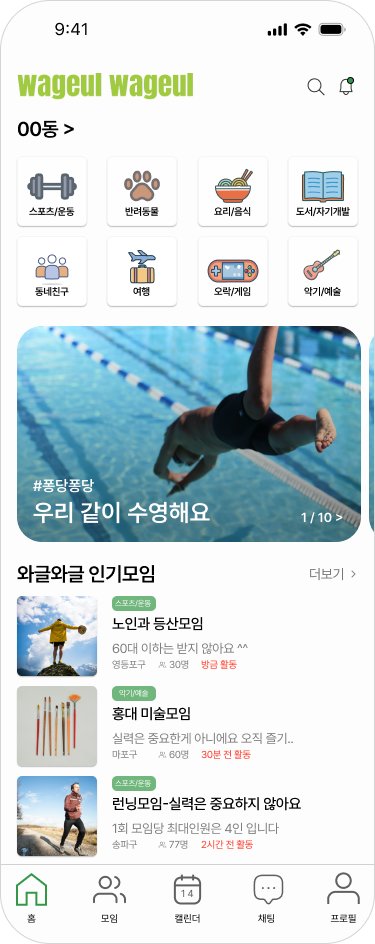 9:41
wageul wageul
00동 >
스포츠/운동 반려동물 요리/음식 도서/자기개발
동네친구 여행 오락/게임 악기/예술
#퐁당퐁당
우리 같이 수영해요
1 / 10 >
와글와글 인기모임 더보기 >
스포츠/운동
노인과 등산모임
60대 이하는 받지 않아요 ^^
영등포구 30명 방금 활동
악기/예술
홍대 미술모임
실력은 중요한게 아니에요 오직 즐기..
마포구 60명 30분 전 활동
스포츠/운동
런닝모임-실력은 중요하지 않아요
1회 모임당 최대인원은 4인 입니다
송파구 77명 2시간 전 활동
14
홈 모임 캘린더 채팅 프로필